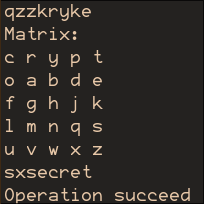 qzzkryke
Matrix:
c r y p t
o a b d e
f g h j k
l m n q s
u v w x z
sxsecret
Operation succeed